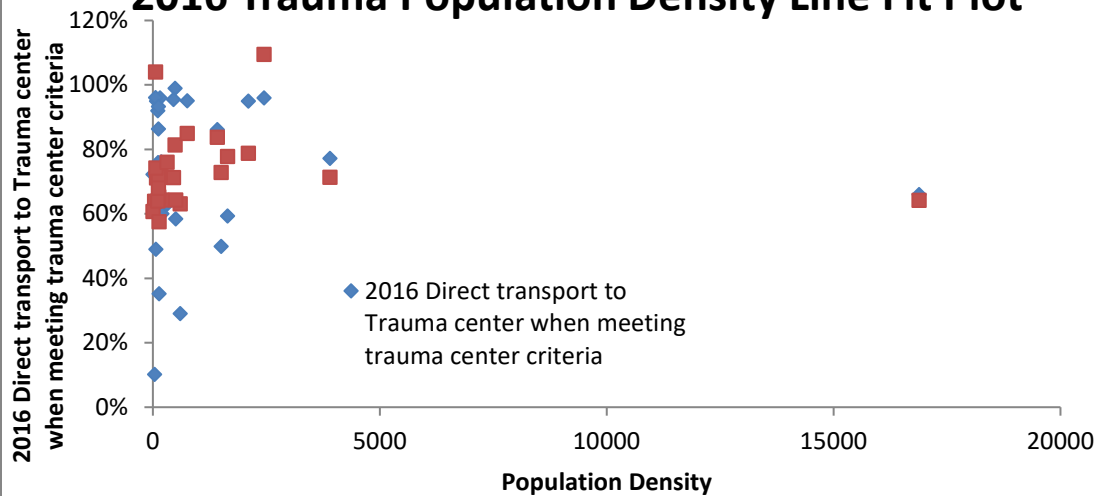 2016 Trauma Population Density Line Fit Plot
120%
100%
80%
60%
40%
20%
0%
2016 Direct transport to Trauma center
when meeting trauma center criteria
2016 Direct transport to
Trauma center when meeting
trauma center criteria
0 5000 10000 15000 20000
Population Density